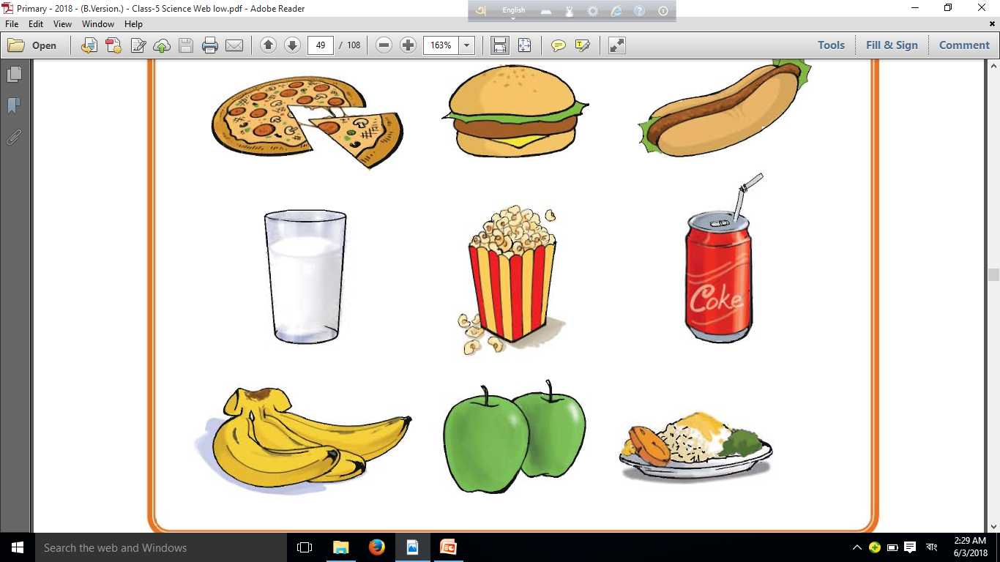 Primary - 2018 - (B.Version.) - Class-5 Science Web low.pdf - Adobe Reader
English
File Edit View Window Help
Open 49 / 108 163% Tools Fill & Sign Comment
Coke
Search the web and Windows
বাং
2:29 AM
6/3/2018